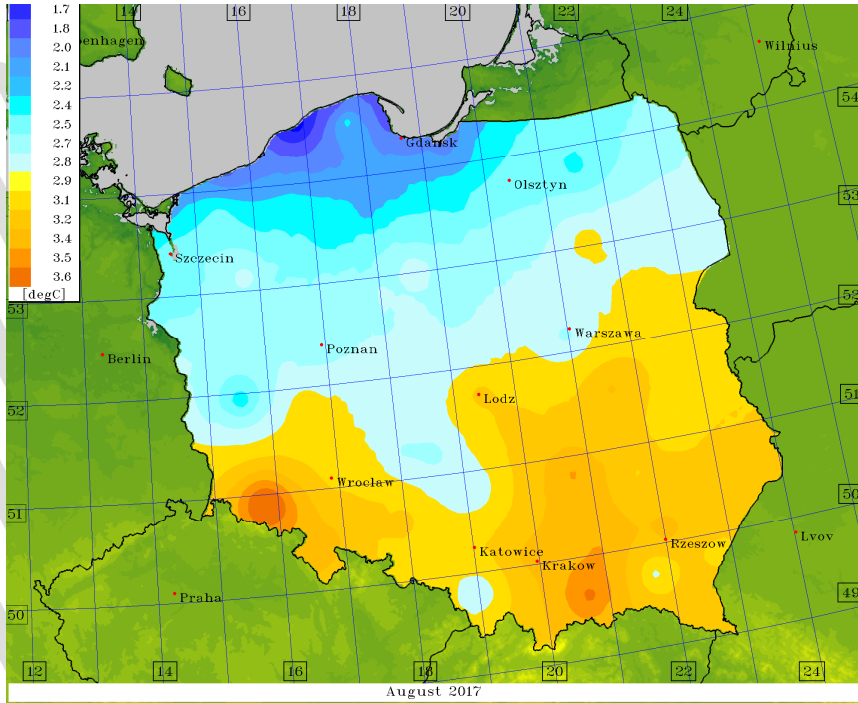 14
16
18
20
22
24
1.7
1.8
2.0
2.1
2.2
2.4
2.5
2.7
2.8
2.9
3.1
3.2
3.4
3.5
3.6
[degC]
enhagen
Wilnius
54
Gdansk
Olsztyn
53
Szczecin
53
52
Warszawa
Poznan
Berlin
51
Lodz
52
Wrocław
50
51
Lvov
Rzeszow
Katowice
Krakow
49
Praha
50
12
14
16
18
20
22
24
August 2017